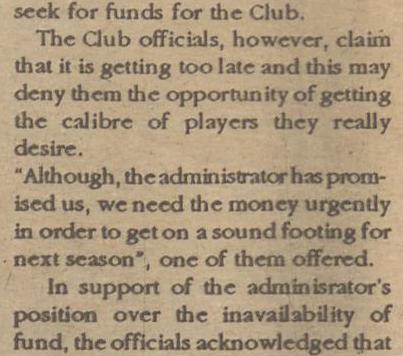 seek for funds for the Club.
The Club officials, however, claim
that it is getting too late and this may
deny them the opportunity of getting
the calibre of players they really
desire.
"Although, the administrator has prom-
ised us, we need the money urgently
in order to get on a sound footing for
next season", one of them offered.
In support of the adminisrator's
position over the inavailability of
fund, the officials acknowledged that